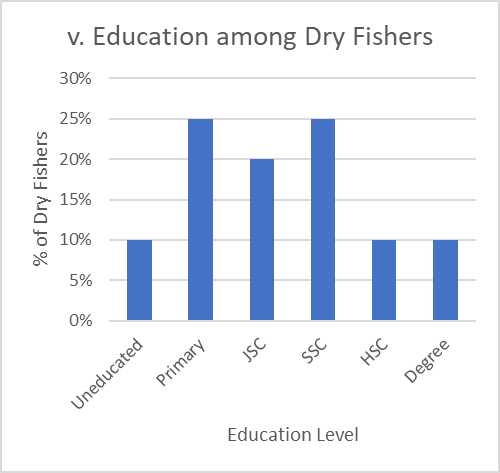 v. Education among Dry Fishers
% of Dry Fishers
30%
25%
20%
15%
10%
5%
0%
Uneducated
Primary
JSC
SSC
HSC
Degree
Education Level